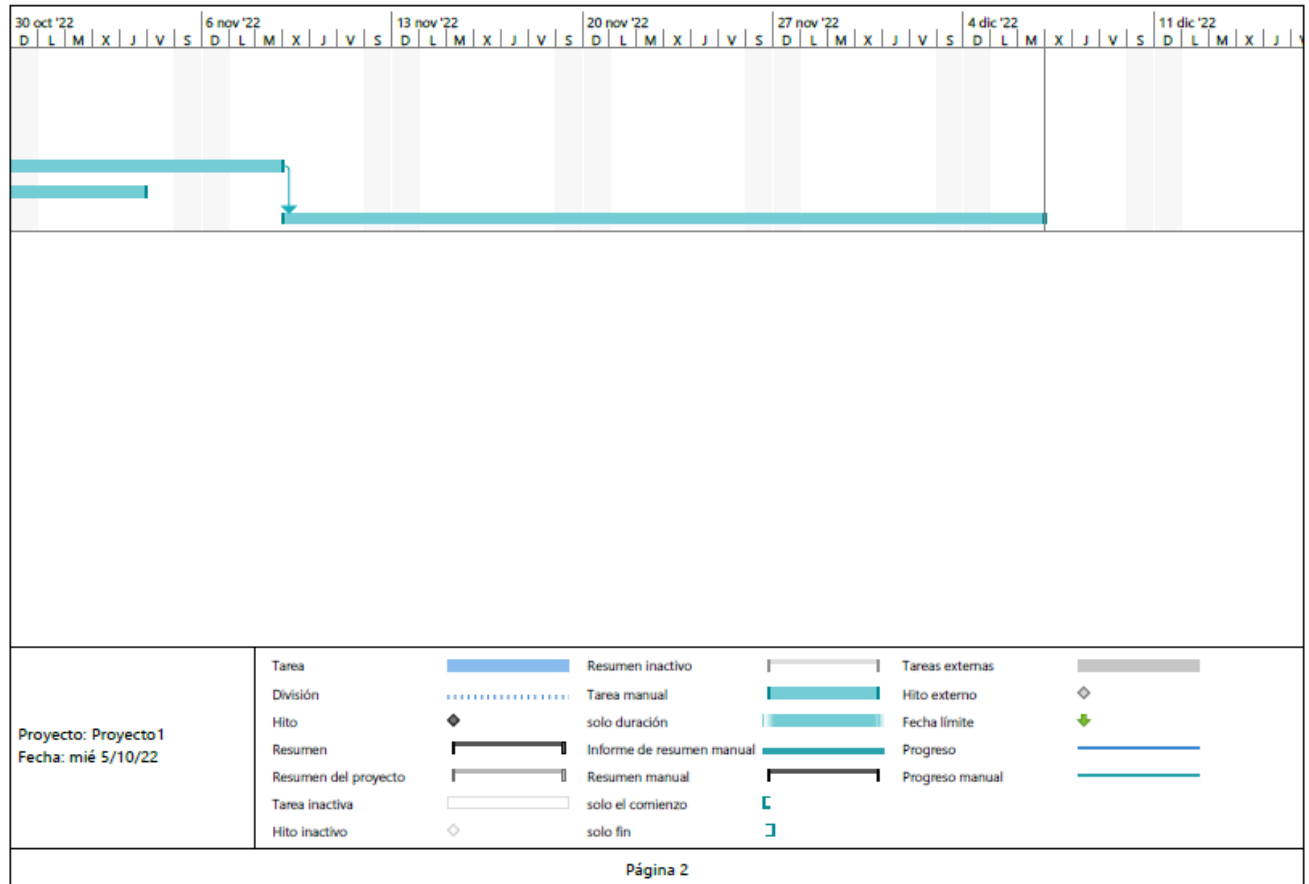 30 oct '22 6 nov '22 13 nov '22 20 nov '22 27 nov '22 4 dic '22 11 dic '22
D L M X J V S D L M X J V S D L M X J V S D L M X J V S D L M X J V S D L M X J V S D L M X J V
Proyecto: Proyecto1
Fecha: mié 5/10/22
Tarea
División
Hito
Resumen
Resumen del proyecto
Tarea inactiva
Hito inactivo
Resumen inactivo
Tarea manual
solo duración
Informe de resumen manual
Resumen manual
solo el comienzo
solo fin
Tareas externas
Hito externo
Fecha límite
Progreso
Progreso manual
Página 2